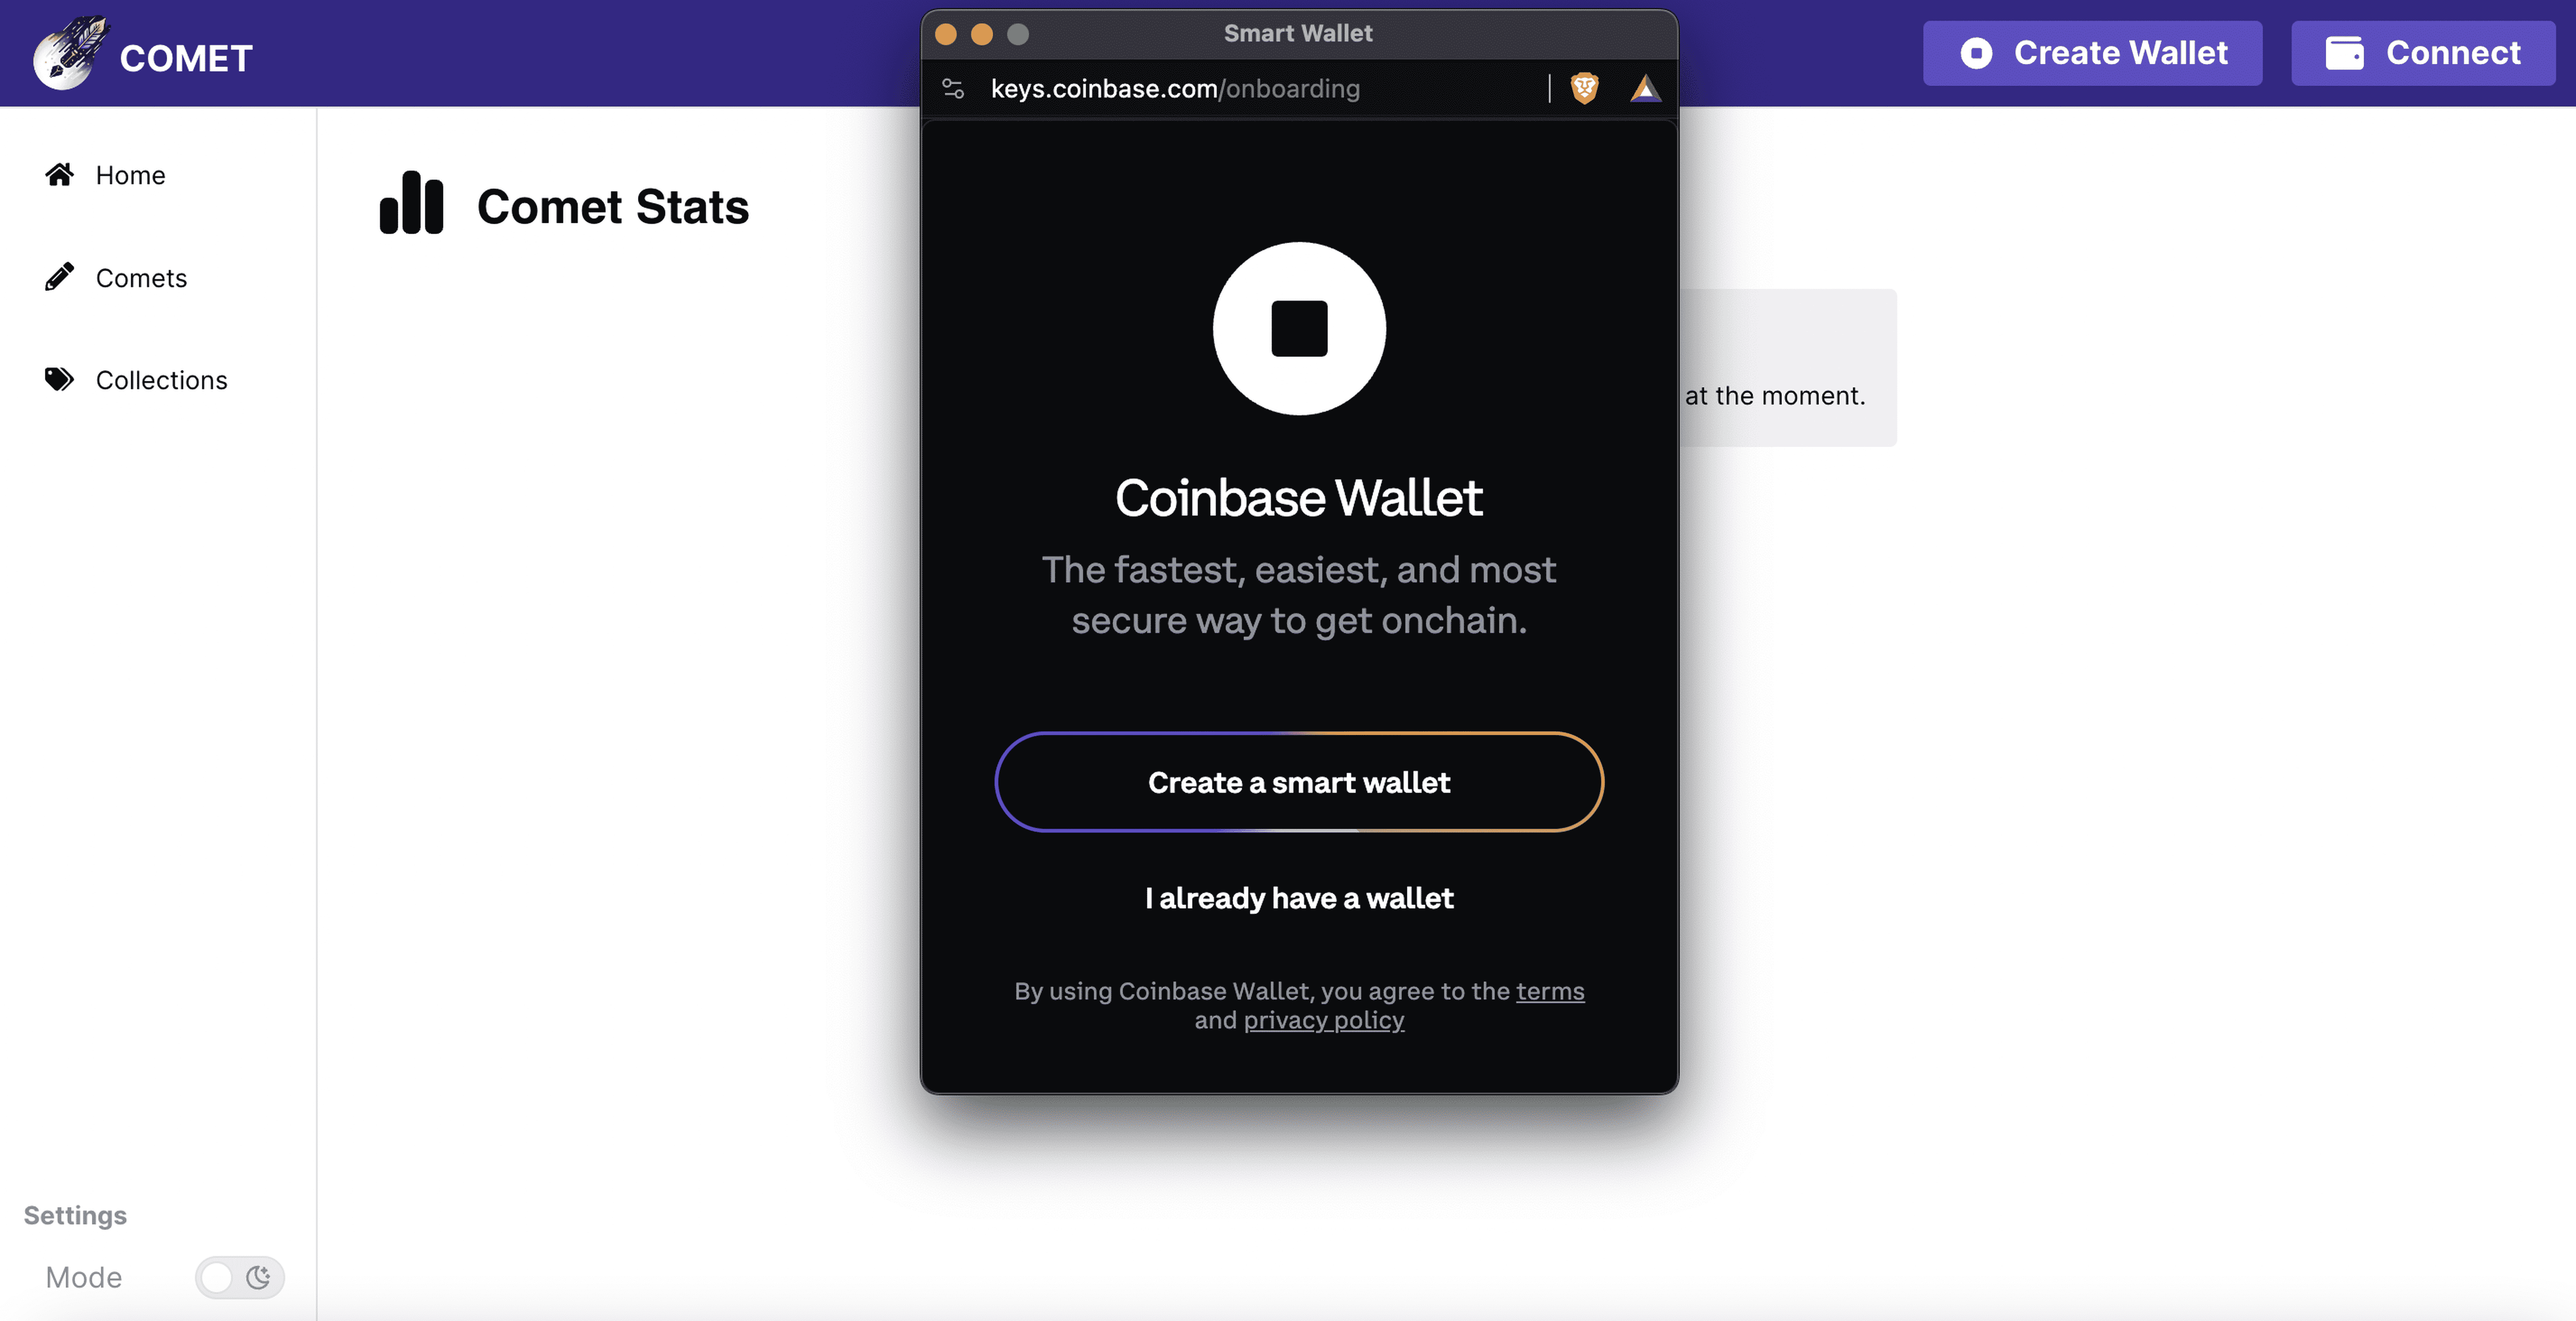 COMET
Create Wallet
Connect
Home
Comets
Collections
Settings
Mode
Comet Stats
at the moment.
Smart Wallet
keys.coinbase.com/onboarding
Coinbase Wallet
The fastest, easiest, and most
secure way to get onchain.
Create a smart wallet
I already have a wallet
By using Coinbase Wallet, you agree to the terms
and privacy policy